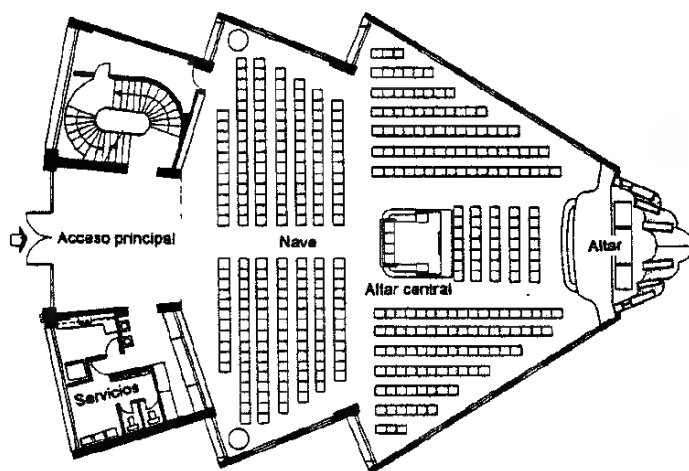 Acceso principal
Nave
Altar
Altar central
Servicios